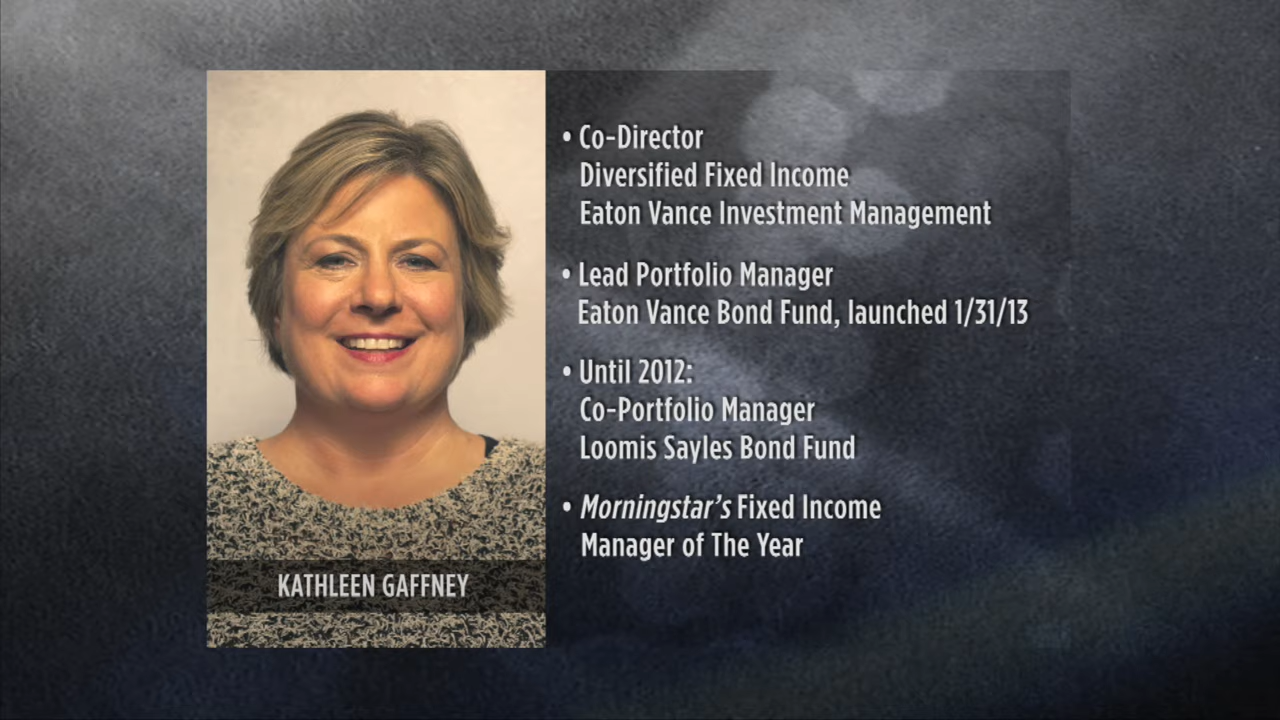 • Co-Director
Diversified Fixed Income
Eaton Vance Investment Management
• Lead Portfolio Manager
Eaton Vance Bond Fund, launched 1/31/13
• Until 2012:
Co-Portfolio Manager
Loomis Sayles Bond Fund
• Morningstar’s Fixed Income
Manager of The Year
KATHLEEN GAFFNEY